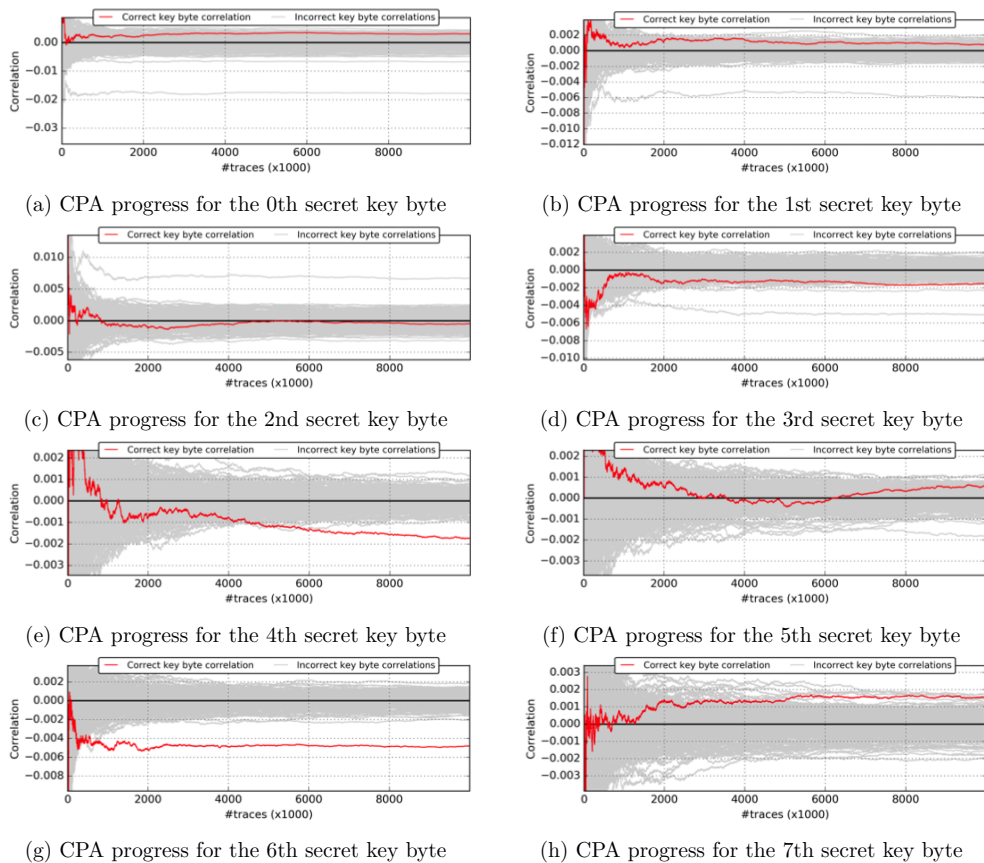 Correct key byte correlation Incorrect key byte correlations
Correlation
0.00
−0.01
−0.02
−0.03
0 2000 4000 6000 8000
#traces (x1000)
(a) CPA progress for the 0th secret key byte
Correct key byte correlation Incorrect key byte correlations
Correlation
0.002
0.000
−0.002
−0.004
−0.006
−0.008
−0.010
−0.012
0 2000 4000 6000 8000
#traces (x1000)
(b) CPA progress for the 1st secret key byte
Correct key byte correlation Incorrect key byte correlations
Correlation
0.010
0.005
0.000
−0.005
0 2000 4000 6000 8000
#traces (x1000)
(c) CPA progress for the 2nd secret key byte
Correct key byte correlation Incorrect key byte correlations
Correlation
0.002
0.000
−0.002
−0.004
−0.006
−0.008
−0.010
0 2000 4000 6000 8000
#traces (x1000)
(d) CPA progress for the 3rd secret key byte
Correct key byte correlation Incorrect key byte correlations
Correlation
0.002
0.001
0.000
−0.001
−0.002
−0.003
0 2000 4000 6000 8000
#traces (x1000)
(e) CPA progress for the 4th secret key byte
Correct key byte correlation Incorrect key byte correlations
Correlation
0.002
0.001
0.000
−0.001
−0.002
−0.003
0 2000 4000 6000 8000
#traces (x1000)
(f) CPA progress for the 5th secret key byte
Correct key byte correlation Incorrect key byte correlations
Correlation
0.002
0.000
−0.002
−0.004
−0.006
−0.008
0 2000 4000 6000 8000
#traces (x1000)
(g) CPA progress for the 6th secret key byte
Correct key byte correlation Incorrect key byte correlations
Correlation
0.003
0.002
0.001
0.000
−0.001
−0.002
−0.003
0 2000 4000 6000 8000
#traces (x1000)
(h) CPA progress for the 7th secret key byte